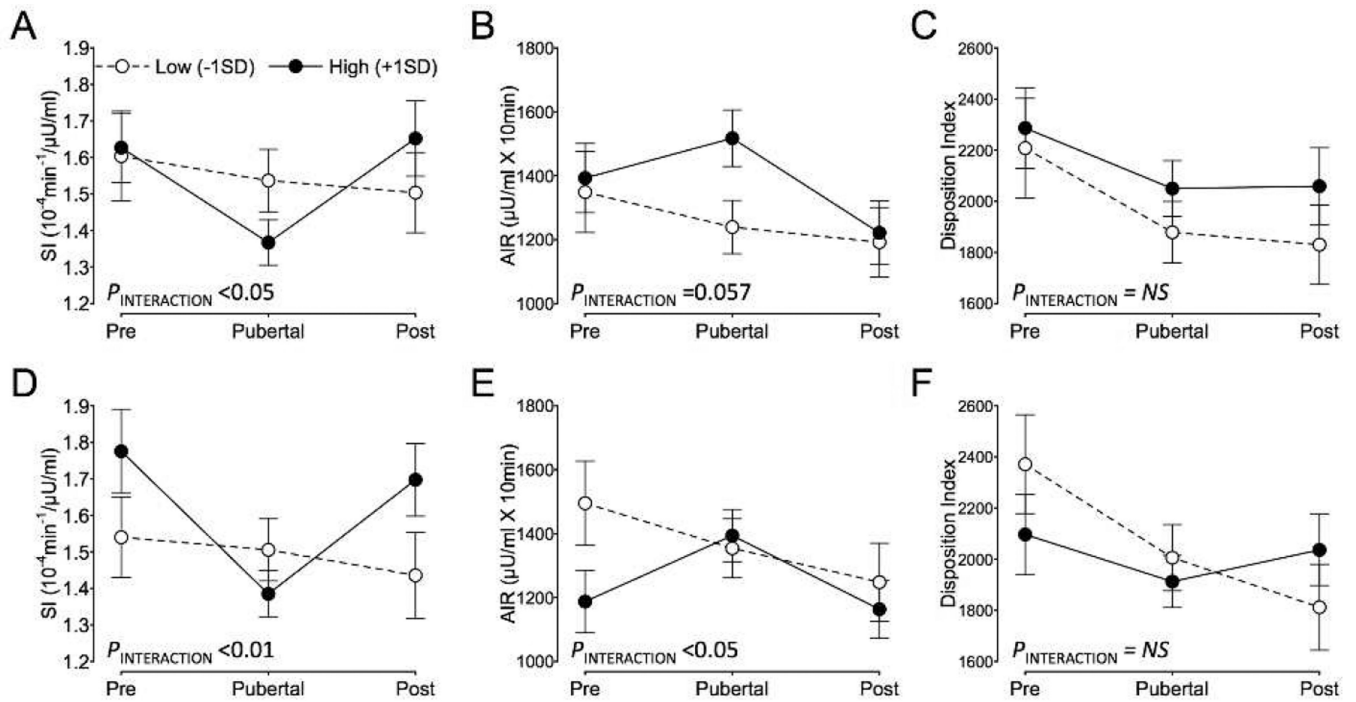 A
SI (10⁻⁴min⁻¹/µU/ml)
1.9
1.8
1.7
1.6
1.5
1.4
1.3
1.2
Low (-1SD) High (+1SD)
P INTERACTION <0.05
Pre Pubertal Post
B
AIR (µU/ml X 10min)
1800
1600
1400
1200
1000
P INTERACTION =0.057
Pre Pubertal Post
C
Disposition Index
2600
2400
2200
2000
1800
1600
P INTERACTION = NS
Pre Pubertal Post
D
SI (10⁻⁴min⁻¹/µU/ml)
1.9
1.8
1.7
1.6
1.5
1.4
1.3
1.2
P INTERACTION <0.01
Pre Pubertal Post
E
AIR (µU/ml X 10min)
1800
1600
1400
1200
1000
P INTERACTION <0.05
Pre Pubertal Post
F
Disposition Index
2600
2400
2200
2000
1800
1600
P INTERACTION = NS
Pre Pubertal Post